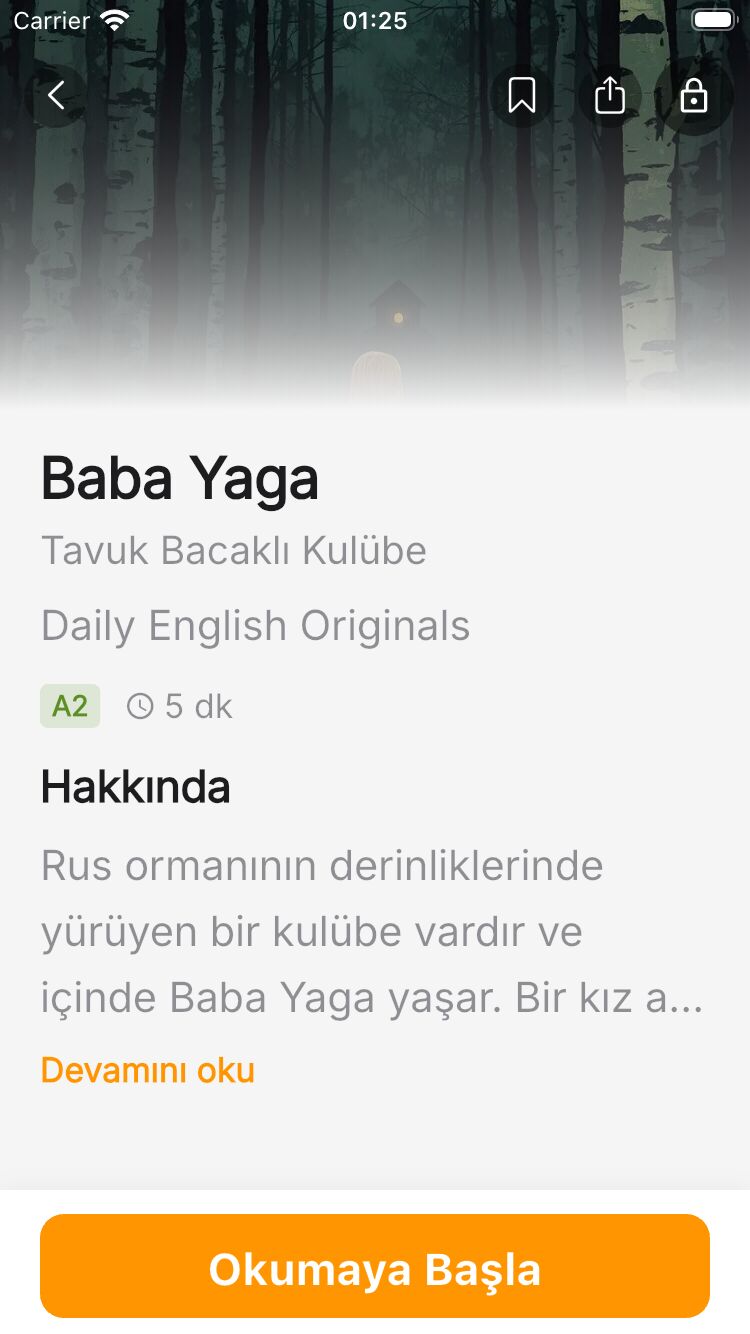 Carrier
01:25
Baba Yaga
Tavuk Bacaklı Kulübe
Daily English Originals
A2 5 dk
Hakkında
Rus ormanının derinliklerinde
yürüyen bir kulübe vardır ve
içinde Baba Yaga yaşar. Bir kız a...
Devamını oku
Okumaya Başla